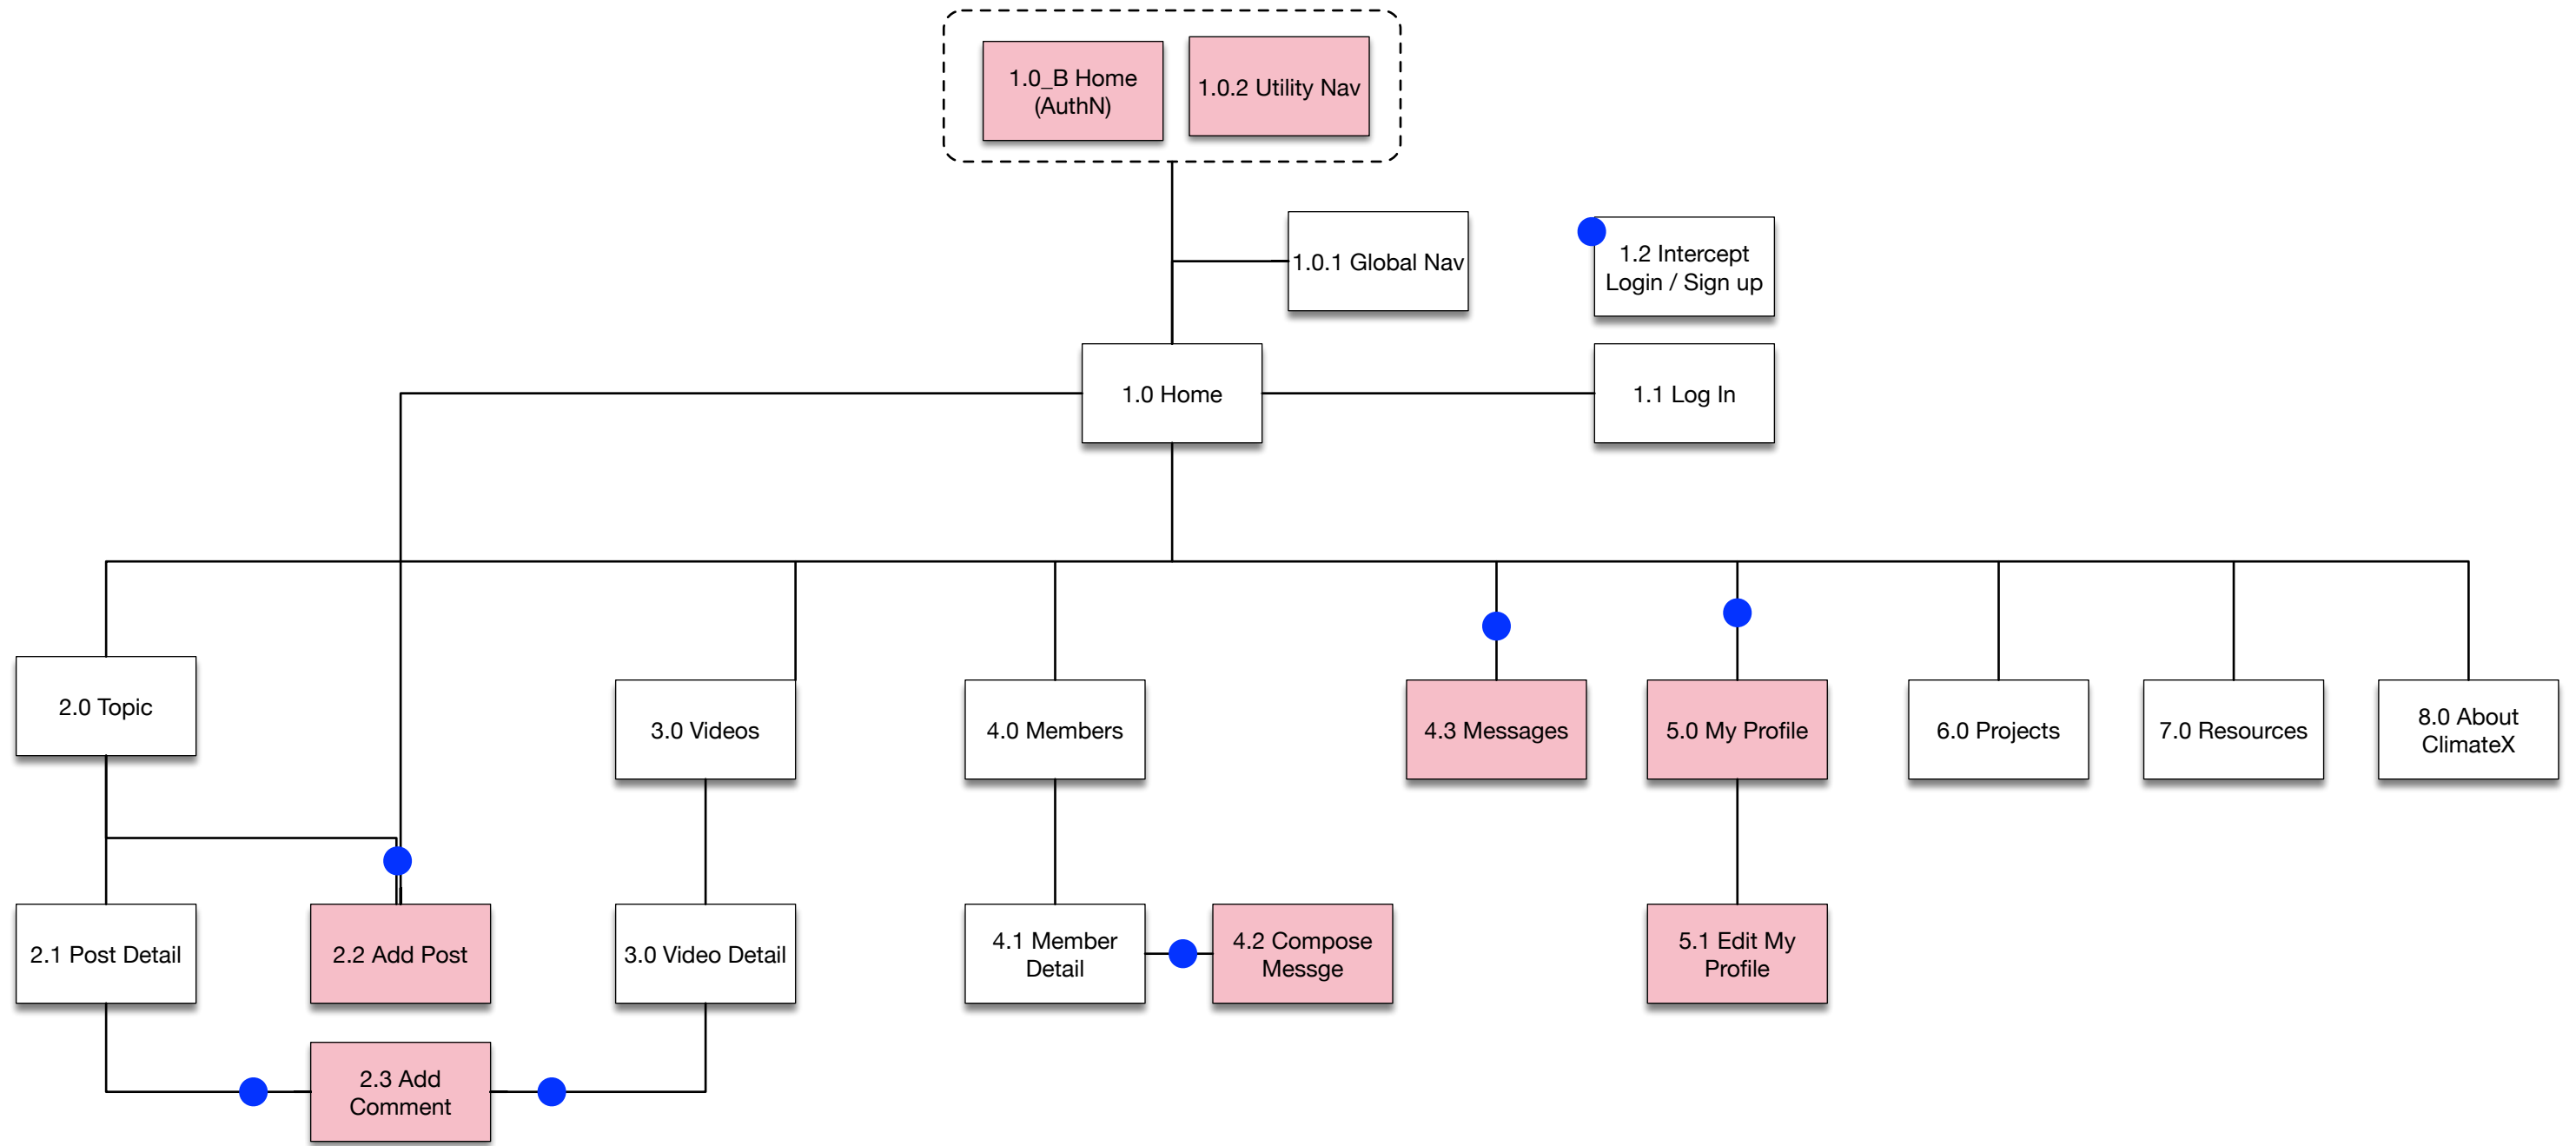 1.0_B Home
(AuthN)
1.0.2 Utility Nav
1.0.1 Global Nav
1.2 Intercept
Login / Sign up
1.0 Home
1.1 Log In
2.0 Topic
3.0 Videos
4.0 Members
4.3 Messages
5.0 My Profile
6.0 Projects
7.0 Resources
8.0 About
ClimateX
2.1 Post Detail
2.2 Add Post
3.0 Video Detail
4.1 Member
Detail
4.2 Compose
Messge
5.1 Edit My
Profile
2.3 Add
Comment